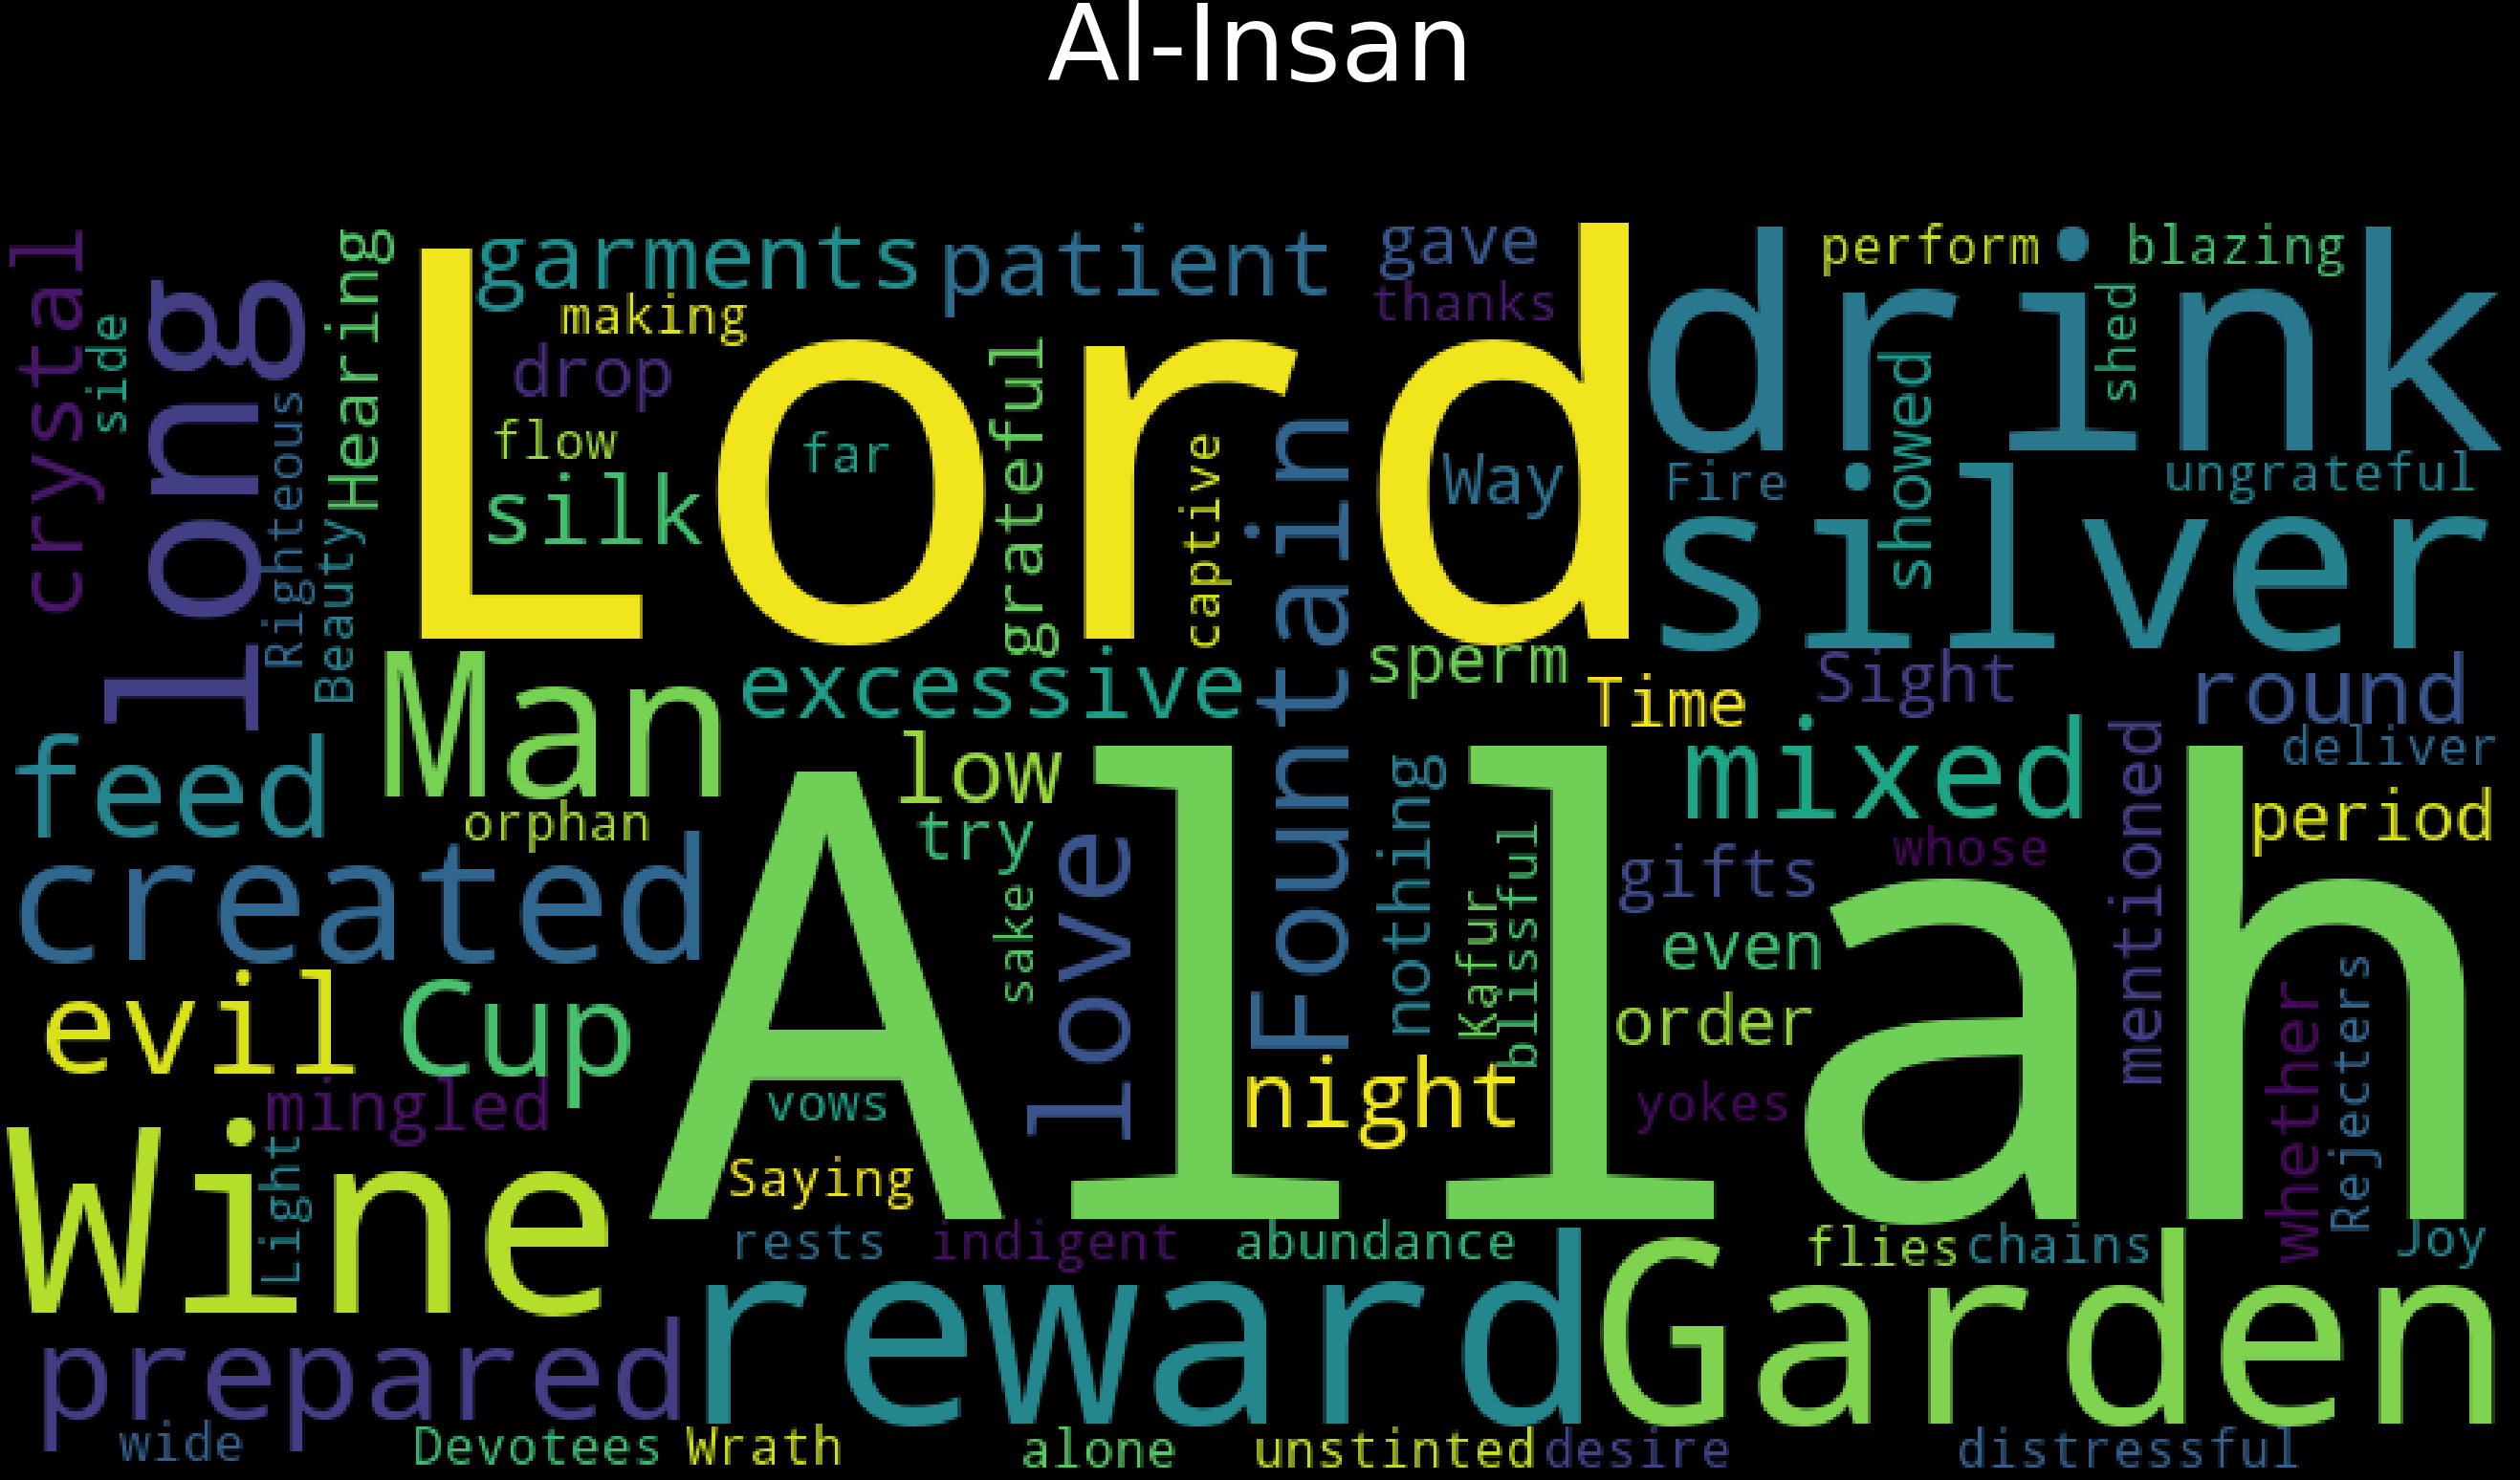 Al-Insan
crystal
side
long
Righteous
Beauty
Hearing
garments
patient
gave
perform
blazing
making
thanks
drop
Lord
drink
shed
flow
far
grateful
captive
Way
Fire
showed
ungrateful
silk
Fountain
silver
Man
excessive
sperm
Time
Sight
round
feed
low
mixed
mentioned
deliver
orphan
try
love
nothing
whose
period
created
Allah
sake
Kafur
blissful
gifts
even
evil
Cup
order
whether
Rejecters
mingled
vows
night
yokes
Wine
Light
Saying
rests
indigent
abundance
flies
chains
Joy
prepared
reward
Garden
wide
Devotees
Wrath
alone
unstinted
desire
distressful